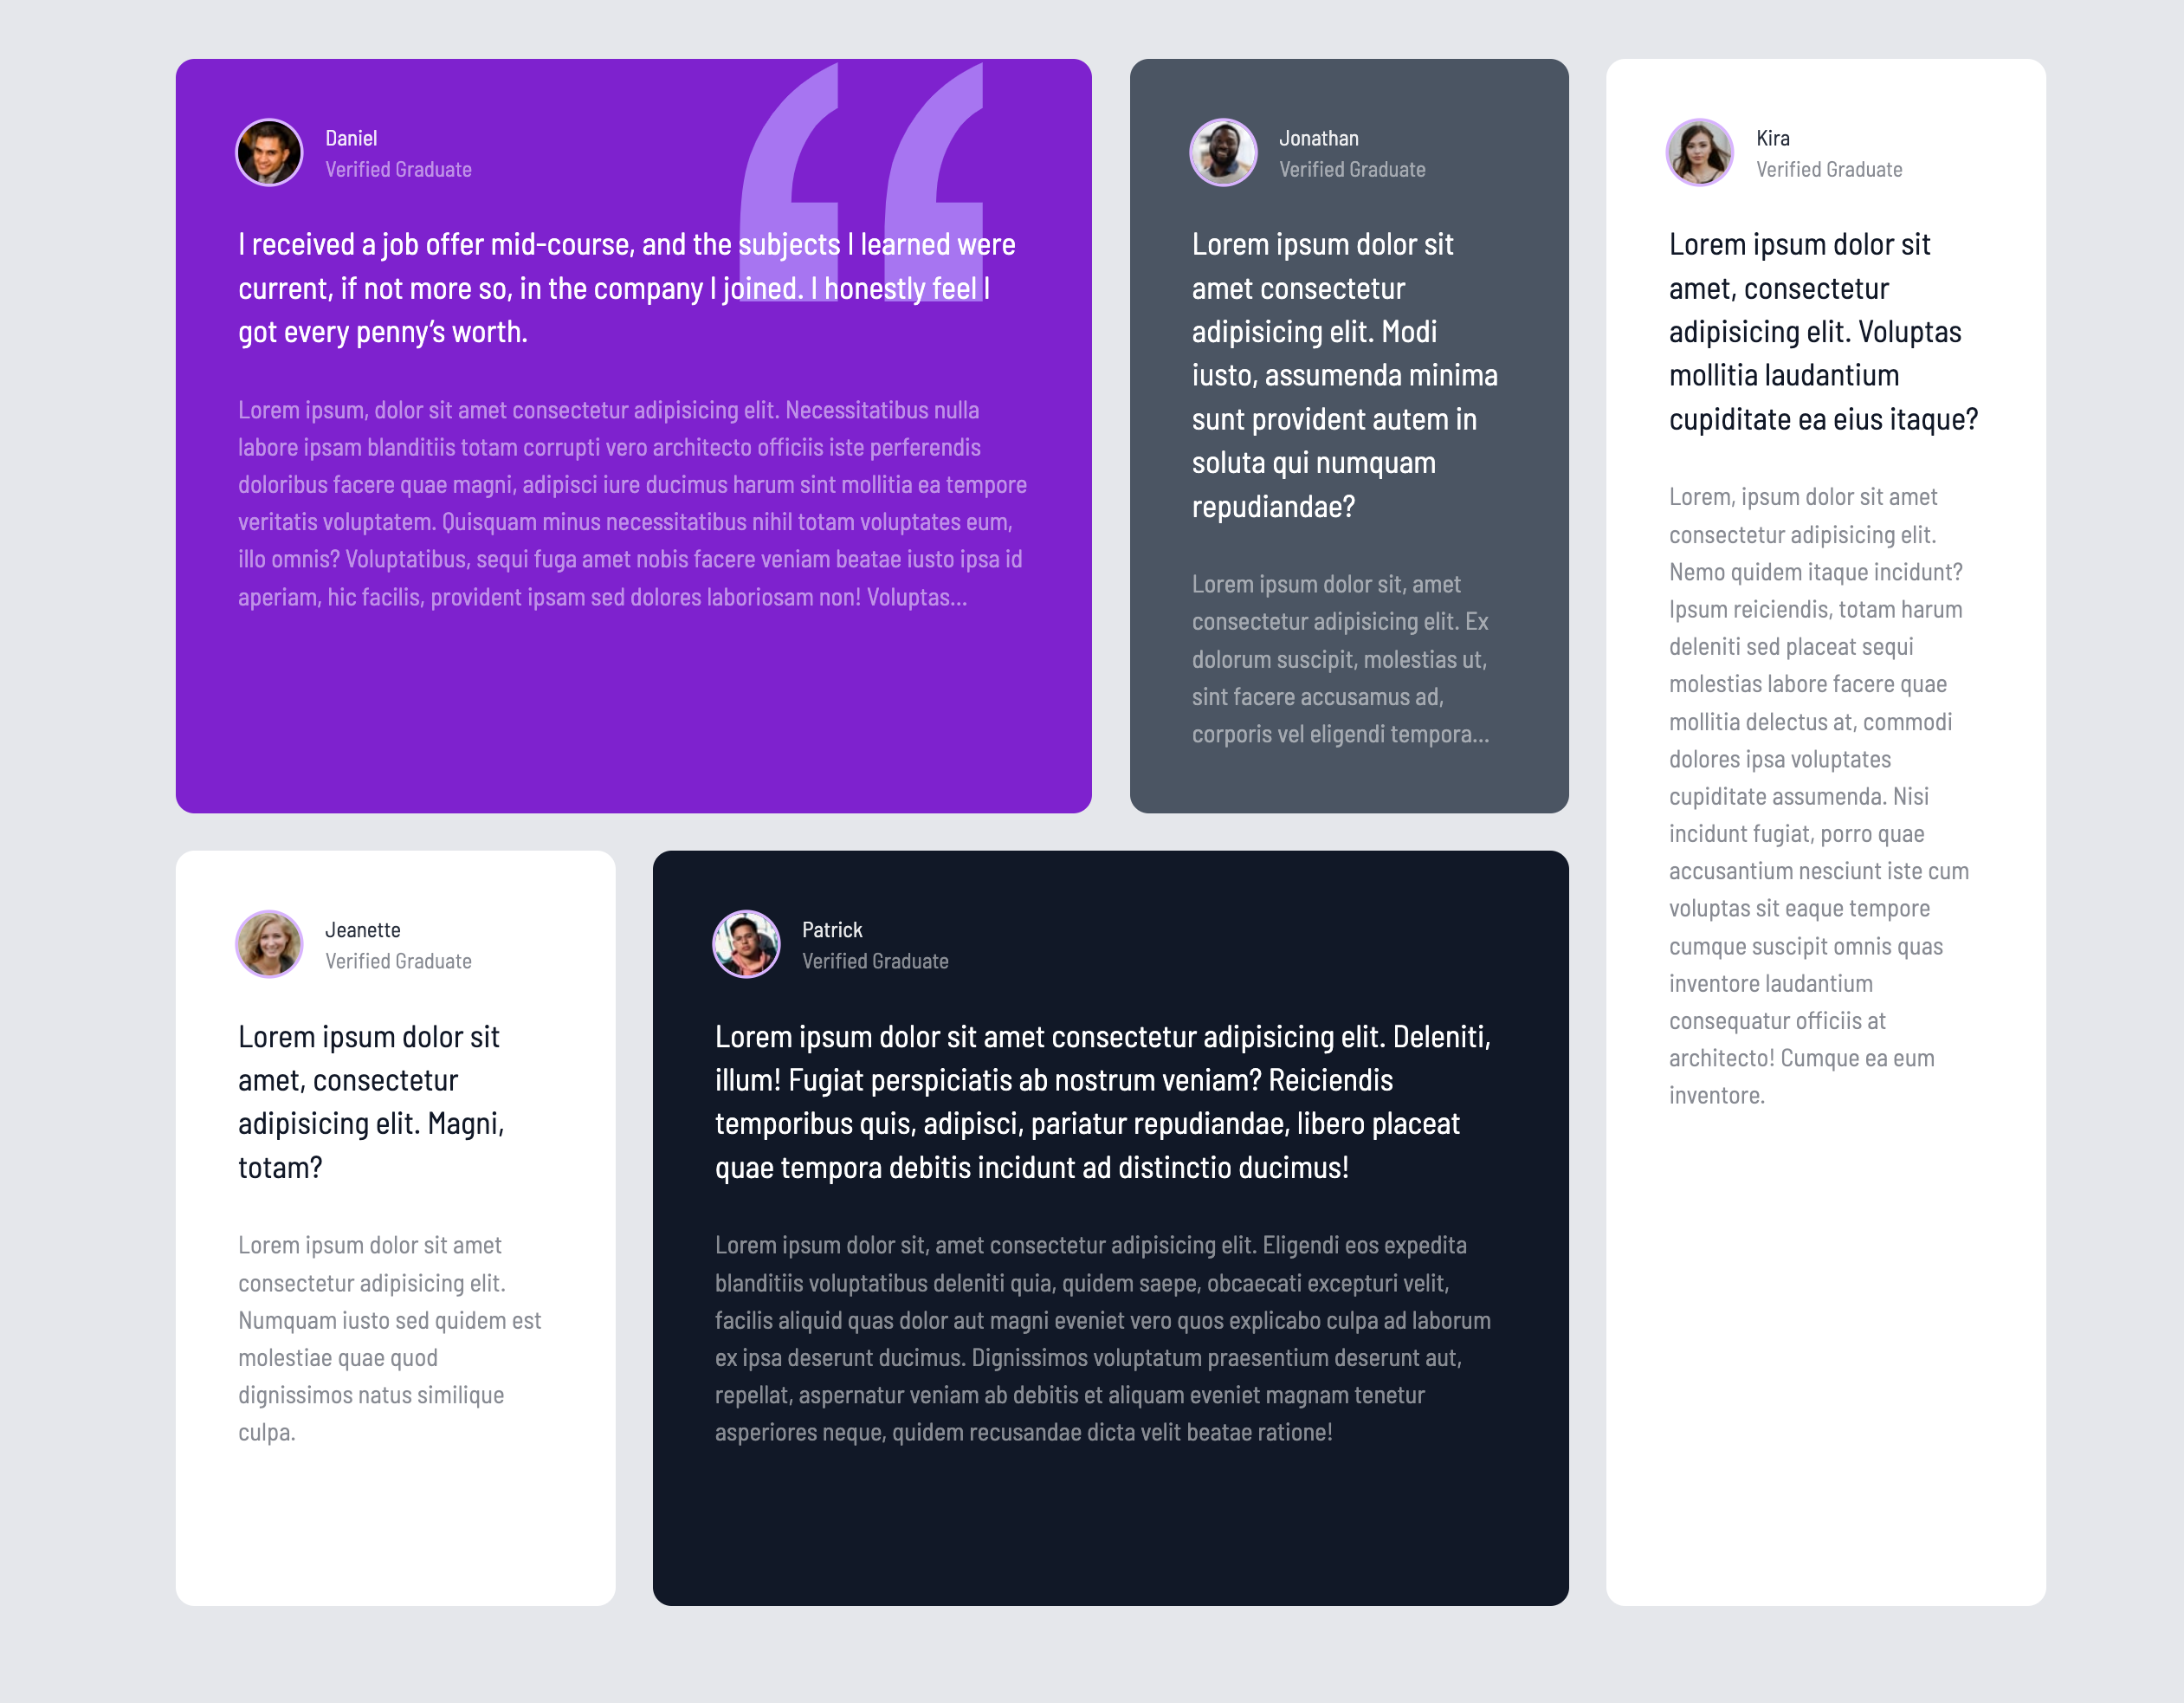 “
Daniel
Verified Graduate
I received a job offer mid-course, and the subjects I learned were
current, if not more so, in the company I joined. I honestly feel I
got every penny’s worth.
Lorem ipsum, dolor sit amet consectetur adipisicing elit. Necessitatibus nulla
labore ipsam blanditiis totam corrupti vero architecto officiis iste perferendis
doloribus facere quae magni, adipisci iure ducimus harum sint mollitia ea tempore
veritatis voluptatem. Quisquam minus necessitatibus nihil totam voluptates eum,
illo omnis? Voluptatibus, sequi fuga amet nobis facere veniam beatae iusto ipsa id
aperiam, hic facilis, provident ipsam sed dolores laboriosam non! Voluptas...
Jonathan
Verified Graduate
Lorem ipsum dolor sit
amet consectetur
adipisicing elit. Modi
iusto, assumenda minima
sunt provident autem in
soluta qui numquam
repudiandae?
Lorem ipsum dolor sit, amet
consectetur adipisicing elit. Ex
dolorum suscipit, molestias ut,
sint facere accusamus ad,
corporis vel eligendi tempora...
Kira
Verified Graduate
Lorem ipsum dolor sit
amet, consectetur
adipisicing elit. Voluptas
mollitia laudantium
cupiditate ea eius itaque?
Lorem, ipsum dolor sit amet
consectetur adipisicing elit.
Nemo quidem itaque incidunt?
Ipsum reiciendis, totam harum
deleniti sed placeat sequi
molestias labore facere quae
mollitia delectus at, commodi
dolores ipsa voluptates
cupiditate assumenda. Nisi
incidunt fugiat, porro quae
accusantium nesciunt iste cum
voluptas sit eaque tempore
cumque suscipit omnis quas
inventore laudantium
consequatur officiis at
architecto! Cumque ea eum
inventore.
Jeanette
Verified Graduate
Lorem ipsum dolor sit
amet, consectetur
adipisicing elit. Magni,
totam?
Lorem ipsum dolor sit amet
consectetur adipisicing elit.
Numquam iusto sed quidem est
molestiae quae quod
dignissimos natus similique
culpa.
Patrick
Verified Graduate
Lorem ipsum dolor sit amet consectetur adipisicing elit. Deleniti,
illum! Fugiat perspiciatis ab nostrum veniam? Reiciendis
temporibus quis, adipisci, pariatur repudiandae, libero placeat
quae tempora debitis incidunt ad distinctio ducimus!
Lorem ipsum dolor sit, amet consectetur adipisicing elit. Eligendi eos expedita
blanditiis voluptatibus deleniti quia, quidem saepe, obcaecati excepturi velit,
facilis aliquid quas dolor aut magni eveniet vero quos explicabo culpa ad laborum
ex ipsa deserunt ducimus. Dignissimos voluptatum praesentium deserunt aut,
repellat, aspernatur veniam ab debitis et aliquam eveniet magnam tenetur
asperiores neque, quidem recusandae dicta velit beatae ratione!